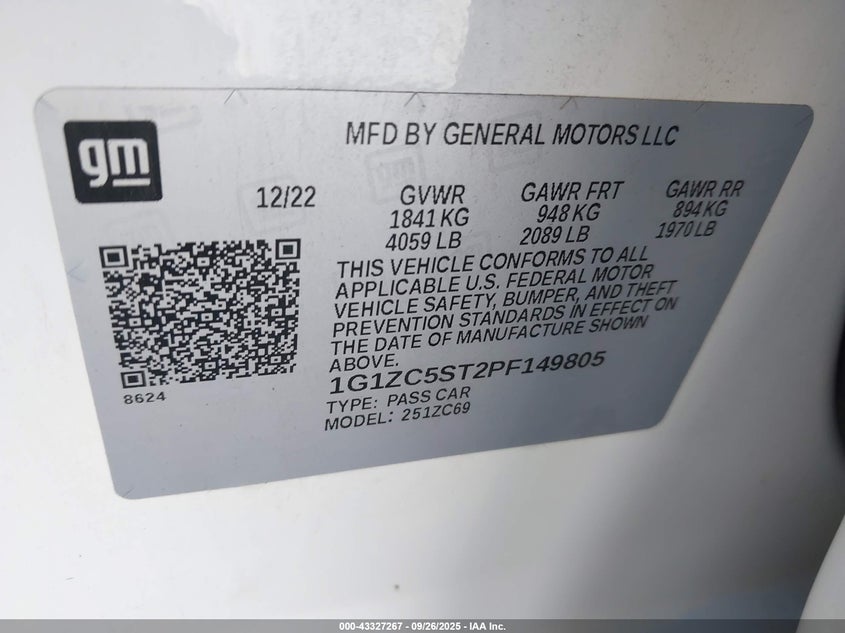 gm
MFD BY GENERAL MOTORS LLC
12/22 GVWR GAWR FRT GAWR RR
1841 KG 948 KG 894 KG
4059 LB 2089 LB 1970 LB
THIS VEHICLE CONFORMS TO ALL
APPLICABLE U.S. FEDERAL MOTOR
VEHICLE SAFETY, BUMPER, AND THEFT
PREVENTION STANDARDS IN EFFECT ON
THE DATE OF MANUFACTURE SHOWN
ABOVE.
1G1ZC5ST2PF149805
TYPE: PASS CAR
MODEL: 251ZC69
8624
000-43327267 - 09/26/2025 - IAA Inc.